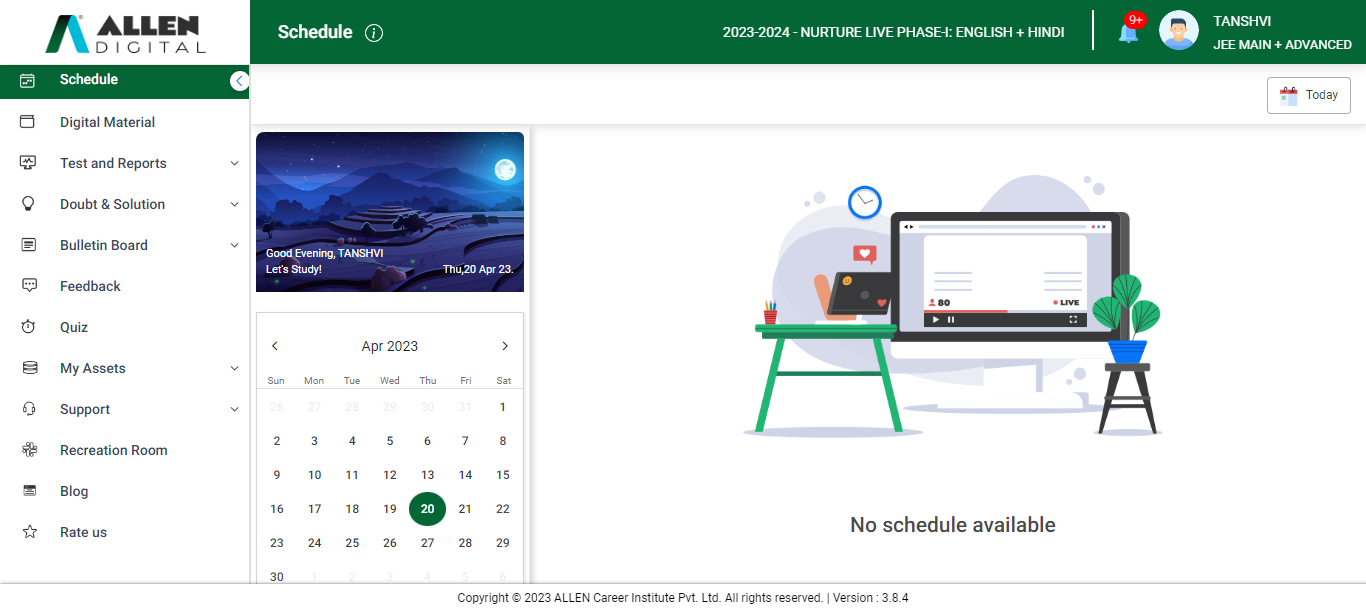 ALLEN
DIGITAL
Schedule
2023-2024 - NURTURE LIVE PHASE-I: ENGLISH + HINDI
9+
TANSHVI
JEE MAIN + ADVANCED
Schedule
Digital Material
Test and Reports
Doubt & Solution
Bulletin Board
Feedback
Quiz
My Assets
Support
Recreation Room
Blog
Rate us
Today
Good Evening, TANSHVI
Let's Study!
Thu,20 Apr 23.
Apr 2023
Sun Mon Tue Wed Thu Fri Sat
26 27 28 29 30 31 1
2 3 4 5 6 7 8
9 10 11 12 13 14 15
16 17 18 19 20 21 22
23 24 25 26 27 28 29
30 1 2 3 4 5 6
80
LIVE
No schedule available
Copyright © 2023 ALLEN Career Institute Pvt. Ltd. All rights reserved. | Version : 3.8.4